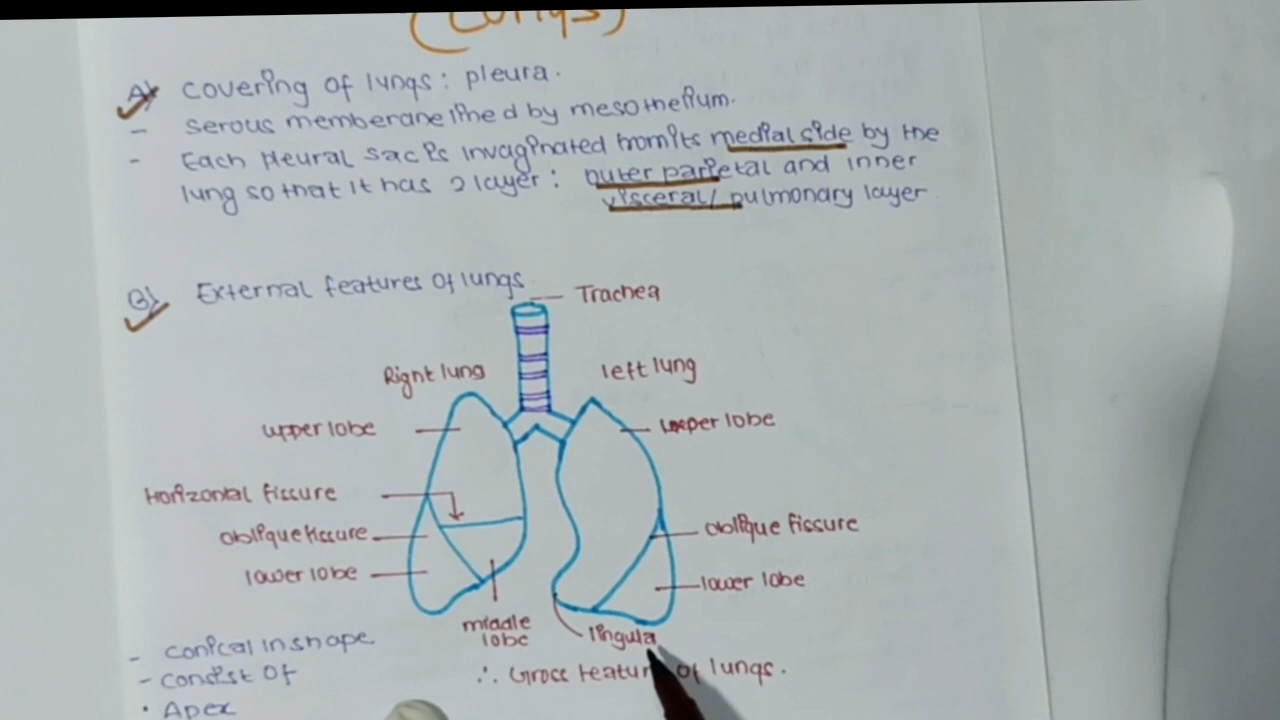 (Lungs)
A) covering of lungs: pleura.
- serous memberane lined by mesothelium.
- Each pleural sac is invaginated from its medial side by the
lung so that it has 2 layer: outer parietal and inner
visceral/pulmonary layer.
B) External features of lungs
Trachea
Right lung
left lung
upper lobe
upper lobe
Horizontal fissure
oblique fissure
oblique fissure
lower lobe
lower lobe
middle
lobe
lingula
- conical in shape
∴ Gross feature of lungs.
- consist of
• Apex